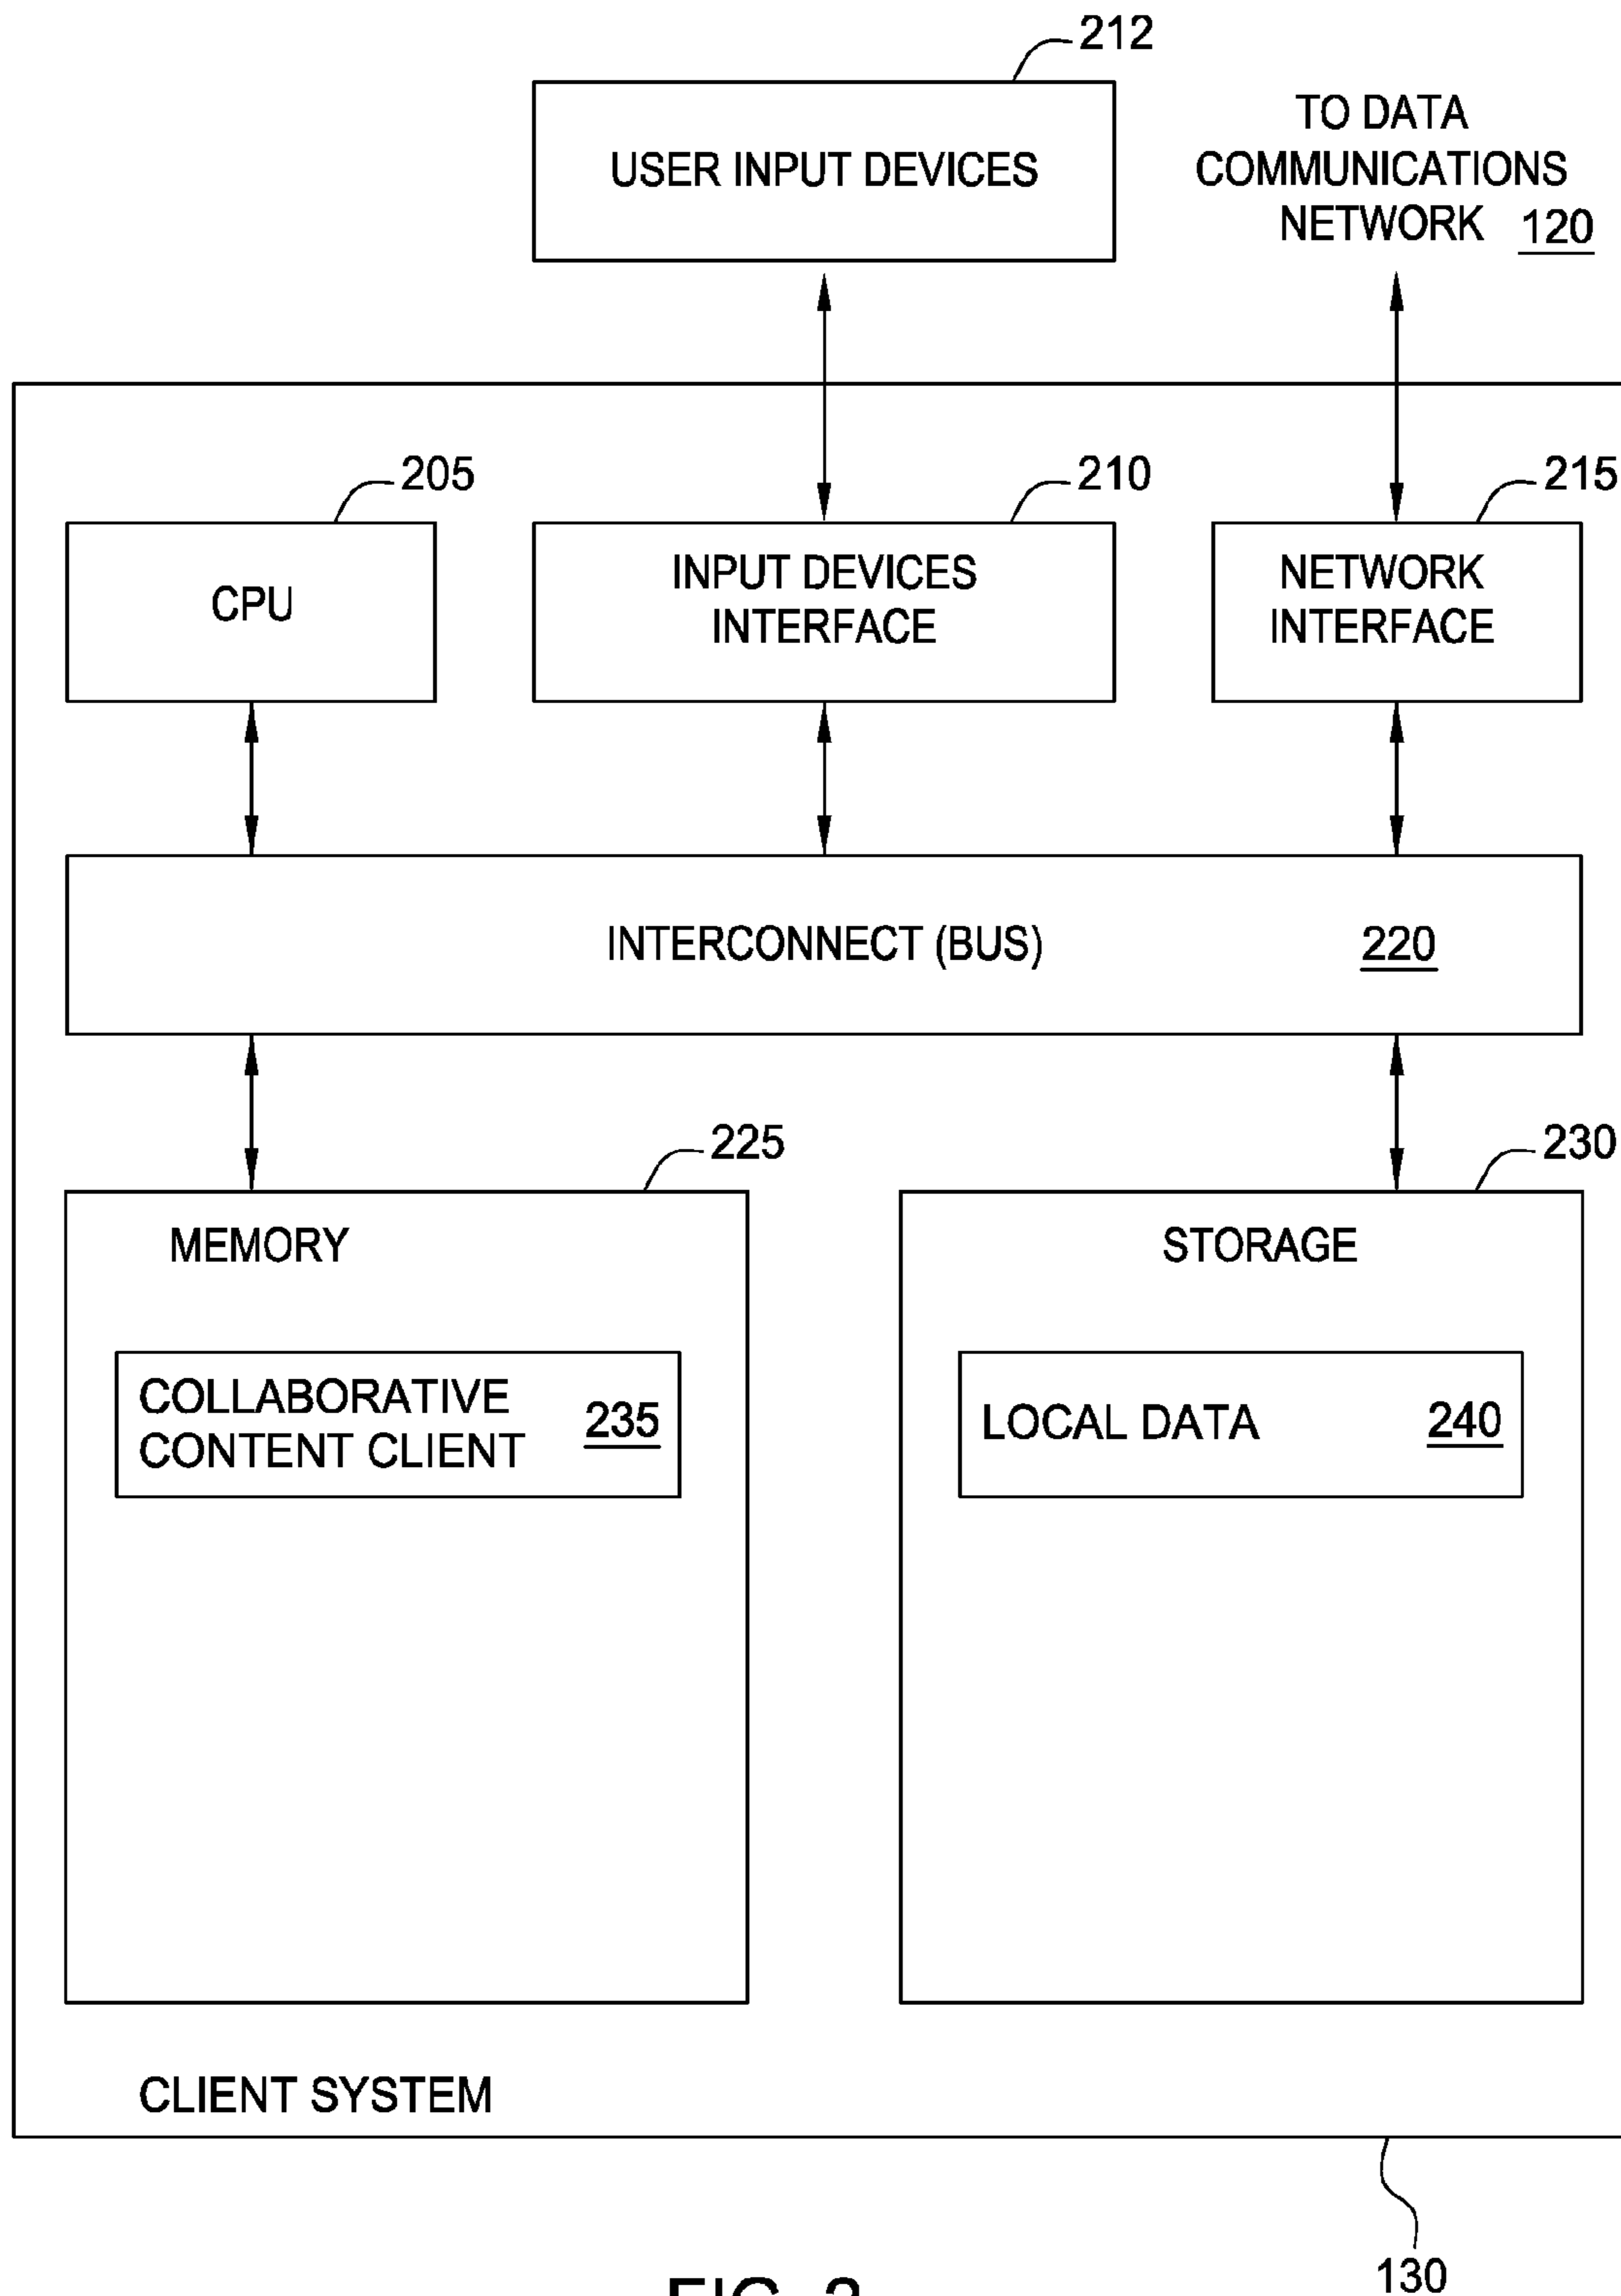 212
USER INPUT DEVICES
TO DATA
COMMUNICATIONS
NETWORK 120
205
210
215
CPU
INPUT DEVICES
INTERFACE
NETWORK
INTERFACE
INTERCONNECT (BUS) 220
225
230
MEMORY
STORAGE
COLLABORATIVE
CONTENT CLIENT 235
LOCAL DATA 240
CLIENT SYSTEM
130
FIG.